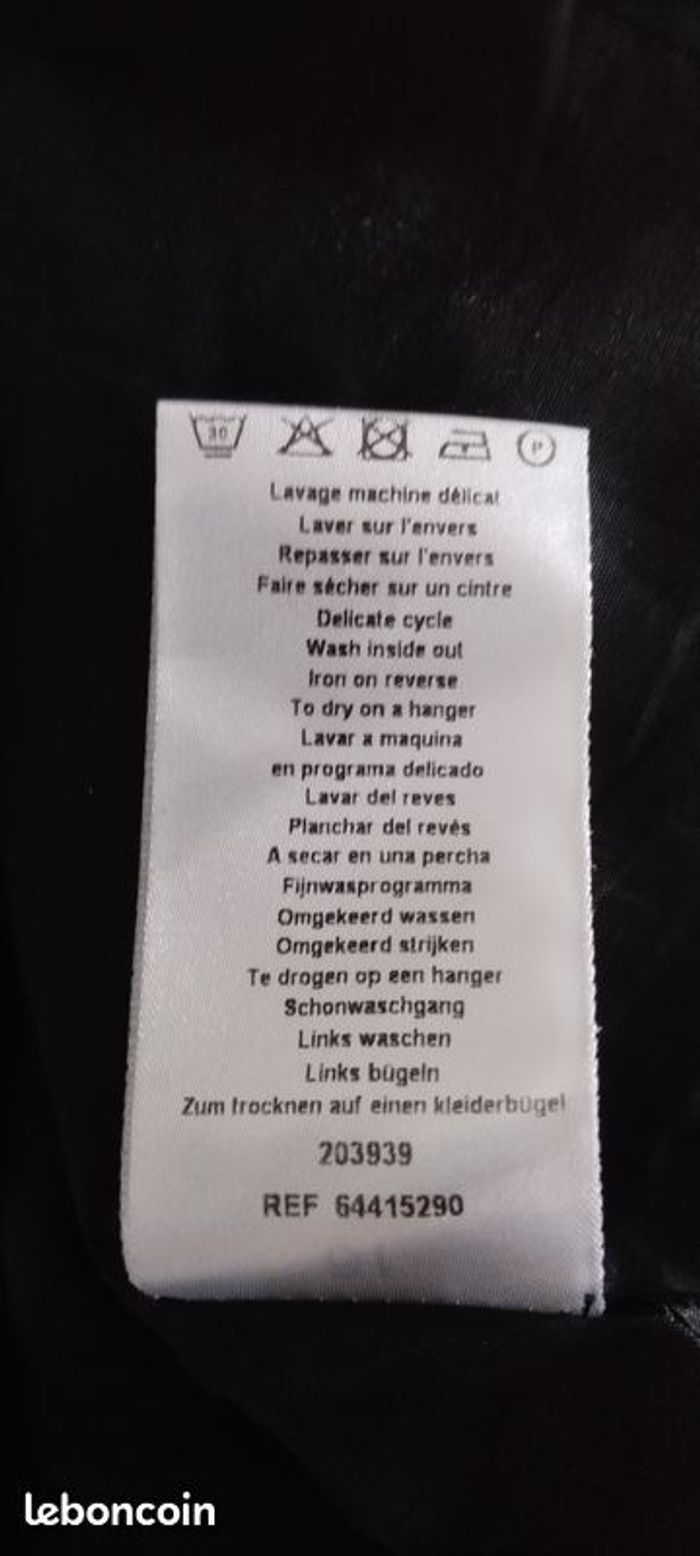 30
P
Lavage machine délicat
Laver sur l'envers
Repasser sur l'envers
Faire sécher sur un cintre
Delicate cycle
Wash inside out
Iron on reverse
To dry on a hanger
Lavar a maquina
en programa delicado
Lavar del reves
Planchar del revés
A secar en una percha
Fijnwasprogramma
Omgekeerd wassen
Omgekeerd strijken
Te drogen op een hanger
Schonwaschgang
Links waschen
Links bügeln
Zum trocknen auf einen kleiderbügel
203939
REF 64415290
leboncoin